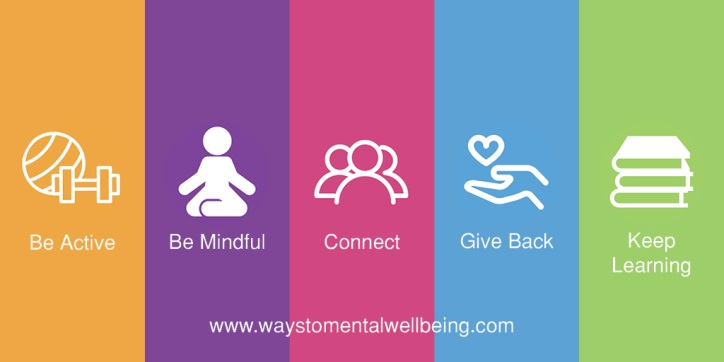 Be Active
Be Mindful
Connect
Give Back
Keep
Learning
www.waystomentalwellbeing.com